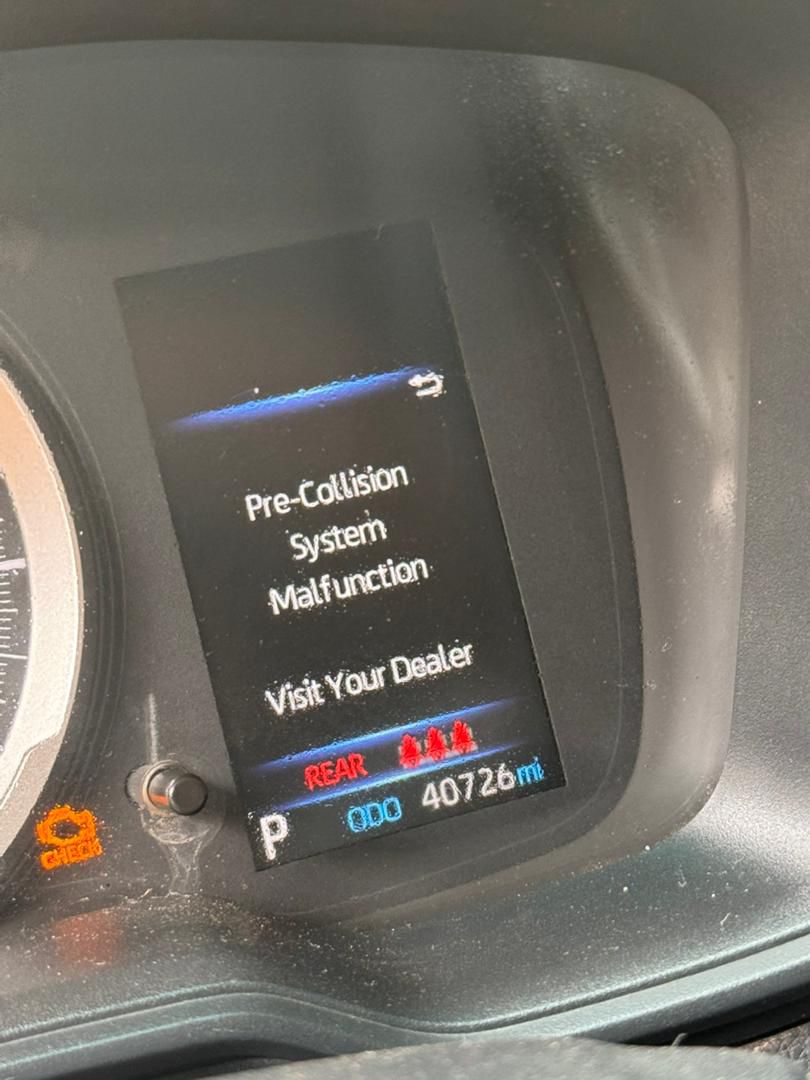 Pre-Collision
System
Malfunction
Visit Your Dealer
REAR
P ODO 40726 mi
CHECK